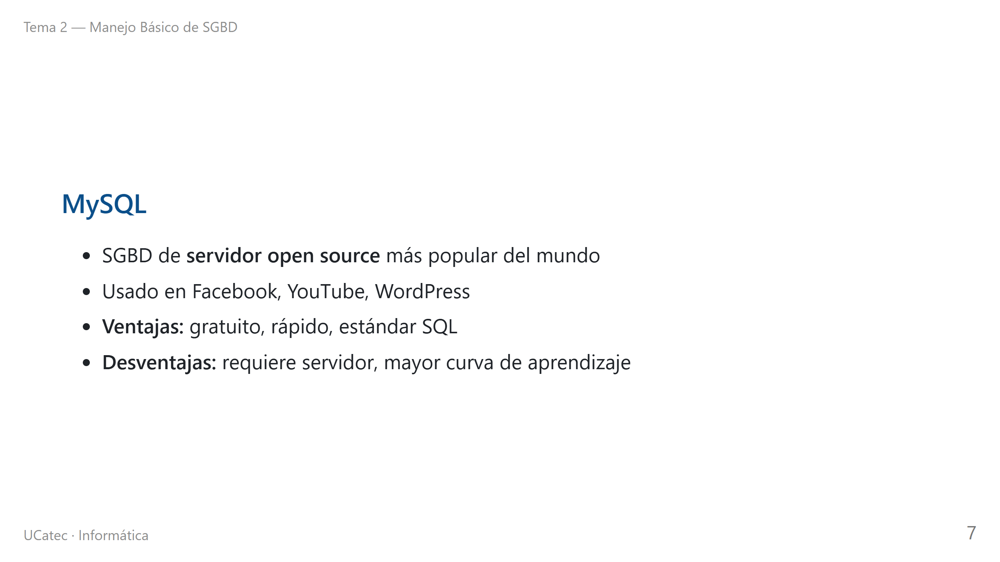 Tema 2 — Manejo Básico de SGBD
MySQL
• SGBD de servidor open source más popular del mundo
• Usado en Facebook, YouTube, WordPress
• Ventajas: gratuito, rápido, estándar SQL
• Desventajas: requiere servidor, mayor curva de aprendizaje
UCatec · Informática
7